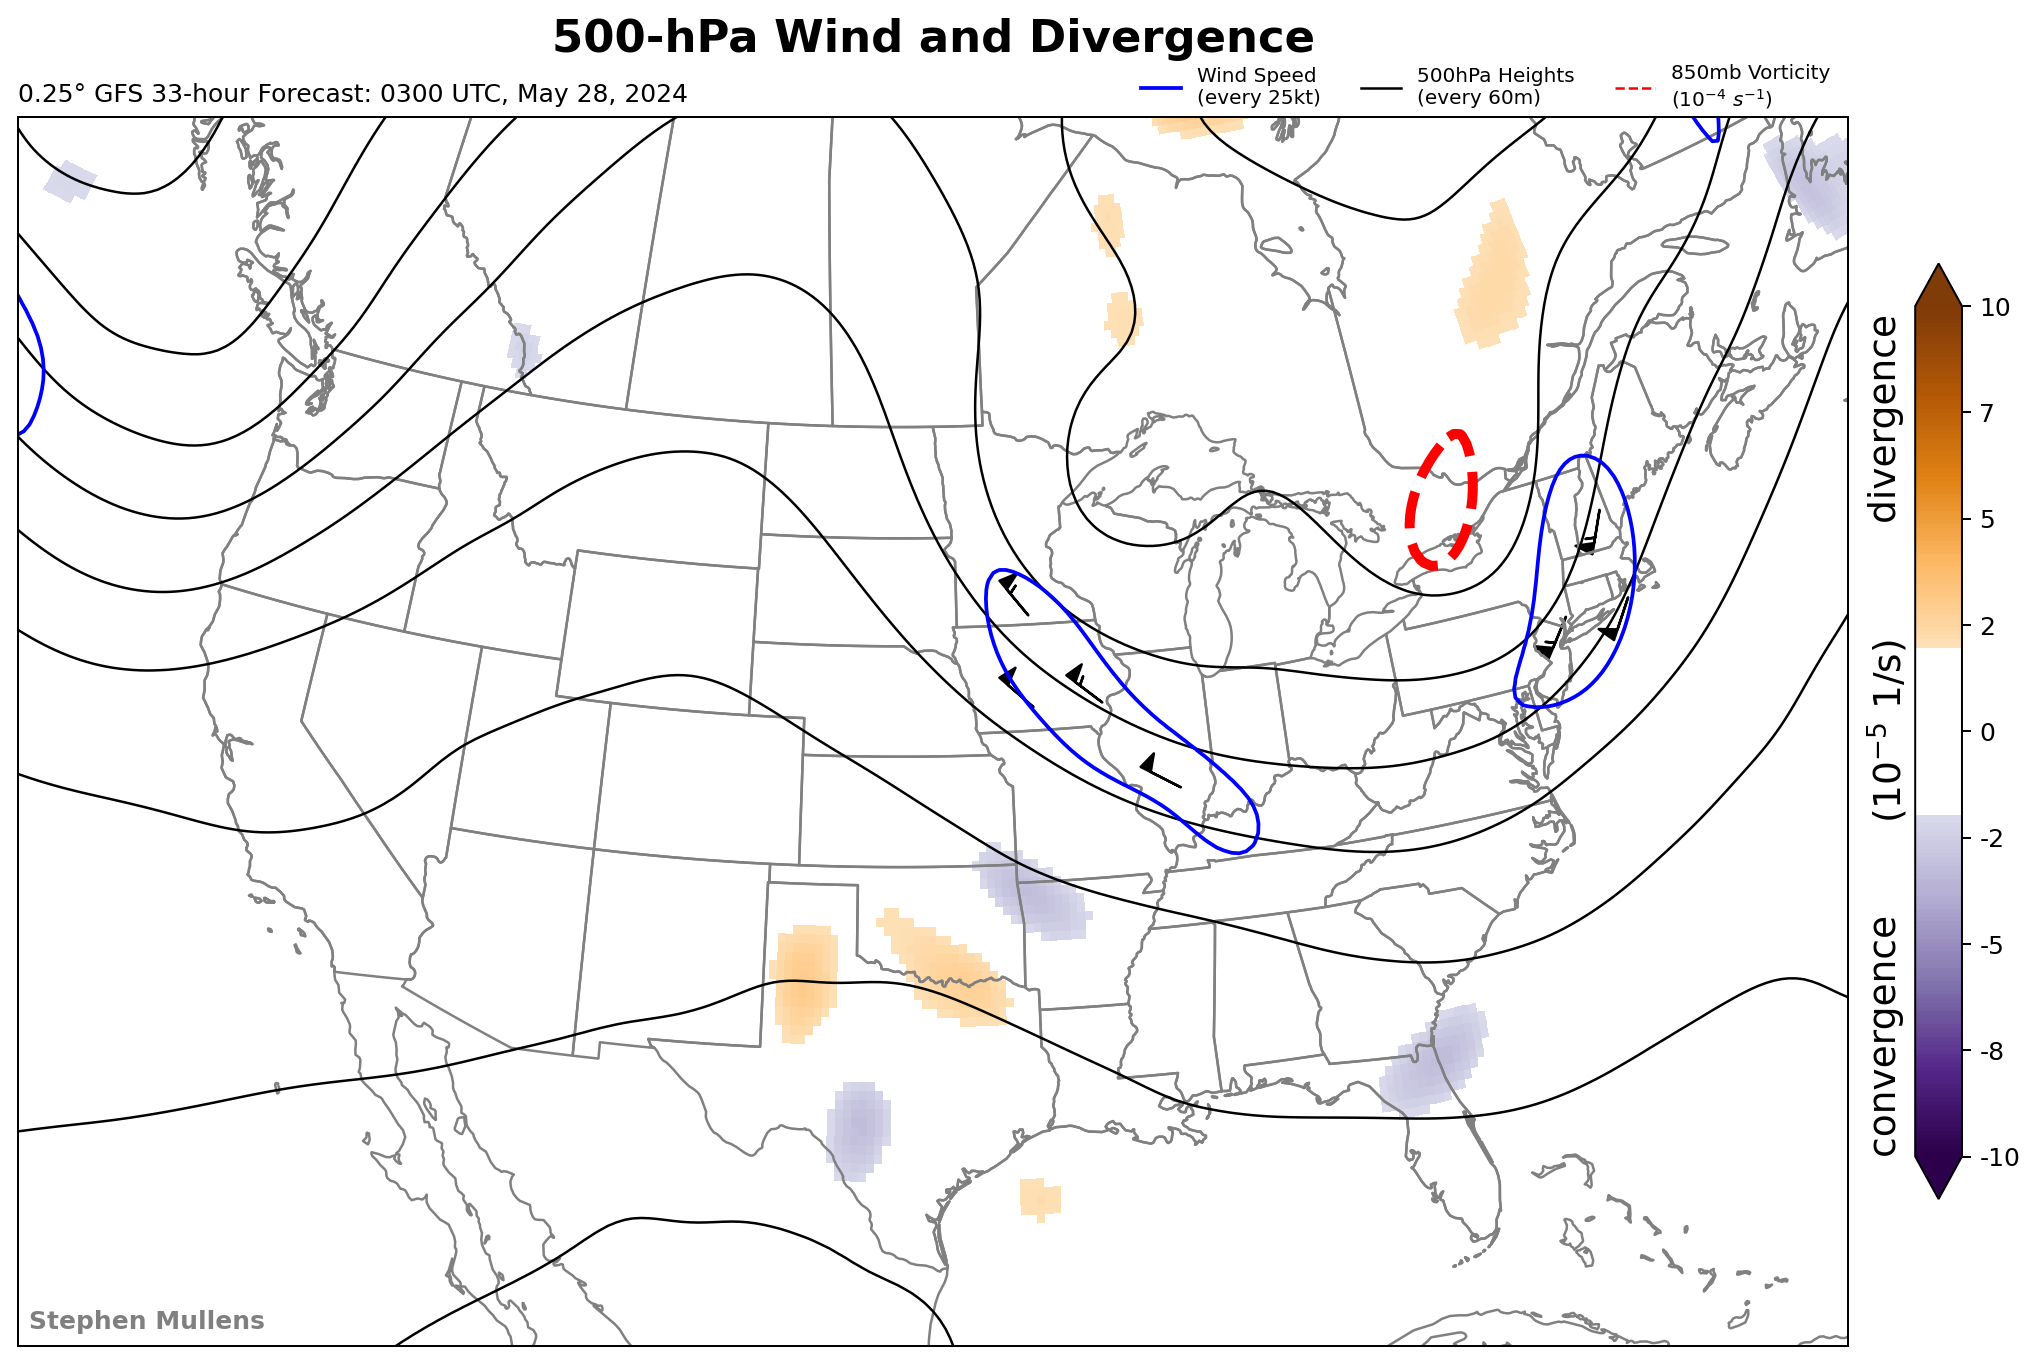 500-hPa Wind and Divergence
0.25° GFS 33-hour Forecast: 0300 UTC, May 28, 2024
Wind Speed
(every 25kt)
500hPa Heights
(every 60m)
850mb Vorticity
(10⁻⁴ s⁻¹)
10
7
5
2
0
-2
-5
-8
-10
convergence (10⁻⁵ 1/s) divergence
Stephen Mullens